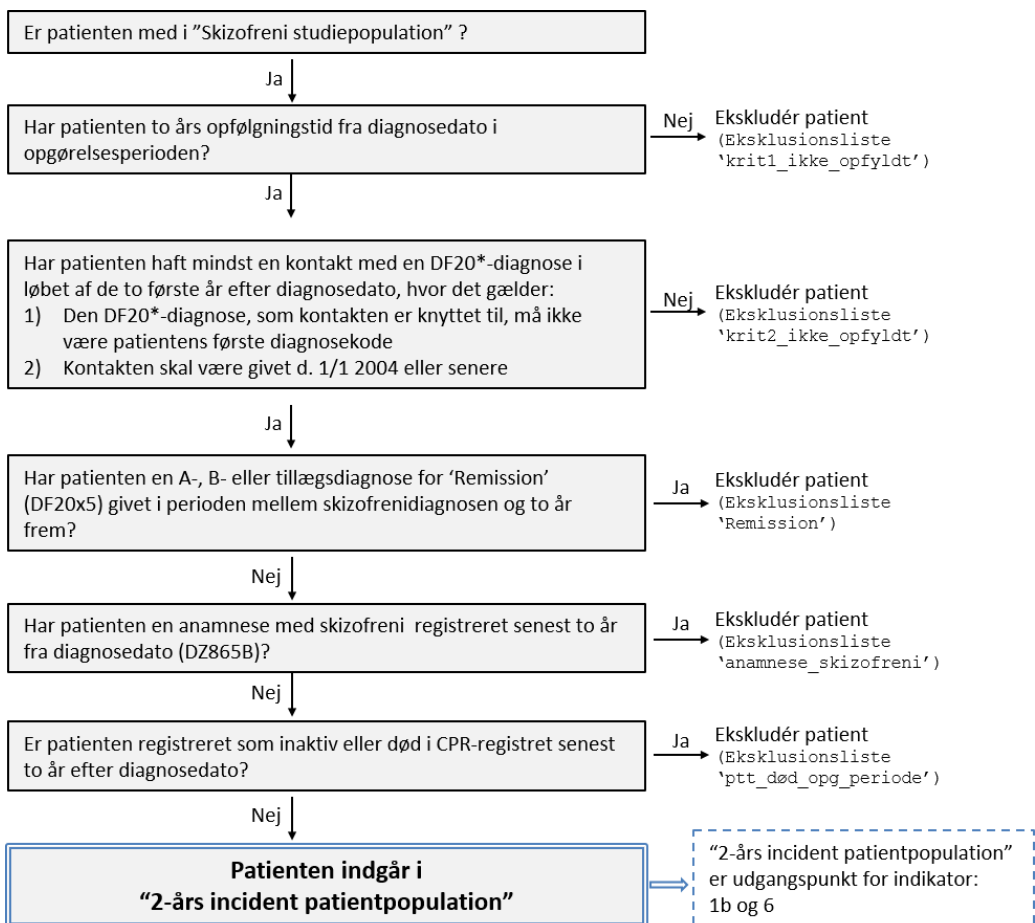 Er patienten med i ”Skizofreni studiepopulation” ?
Ja
Har patienten to års opfølgningstid fra diagnosedato i
opgørelsesperioden?
Nej
Ekskludér patient
(Eksklusionsliste
‘krit1_ikke_opfyldt’)
Ja
Har patienten haft mindst en kontakt med en DF20*-diagnose i
løbet af de to første år efter diagnosedato, hvor det gælder:
1) Den DF20*-diagnose, som kontakten er knyttet til, må ikke
være patientens første diagnosekode
2) Kontakten skal være givet d. 1/1 2004 eller senere
Nej
Ekskludér patient
(Eksklusionsliste
‘krit2_ikke_opfyldt’)
Ja
Har patienten en A-, B- eller tillægsdiagnose for ‘Remission’
(DF20x5) givet i perioden mellem skizofrenidiagnosen og to år
frem?
Ja
Ekskludér patient
(Eksklusionsliste
‘Remission’)
Nej
Har patienten en anamnese med skizofreni registreret senest to år
fra diagnosedato (DZ865B)?
Ja
Ekskludér patient
(Eksklusionsliste
‘anamnese_skizofreni’)
Nej
Er patienten registreret som inaktiv eller død i CPR-registret senest
to år efter diagnosedato?
Ja
Ekskludér patient
(Eksklusionsliste
‘ptt_død_opg_periode’)
Nej
Patienten indgår i
“2-års incident patientpopulation”
“2-års incident patientpopulation”
er udgangspunkt for indikator:
1b og 6